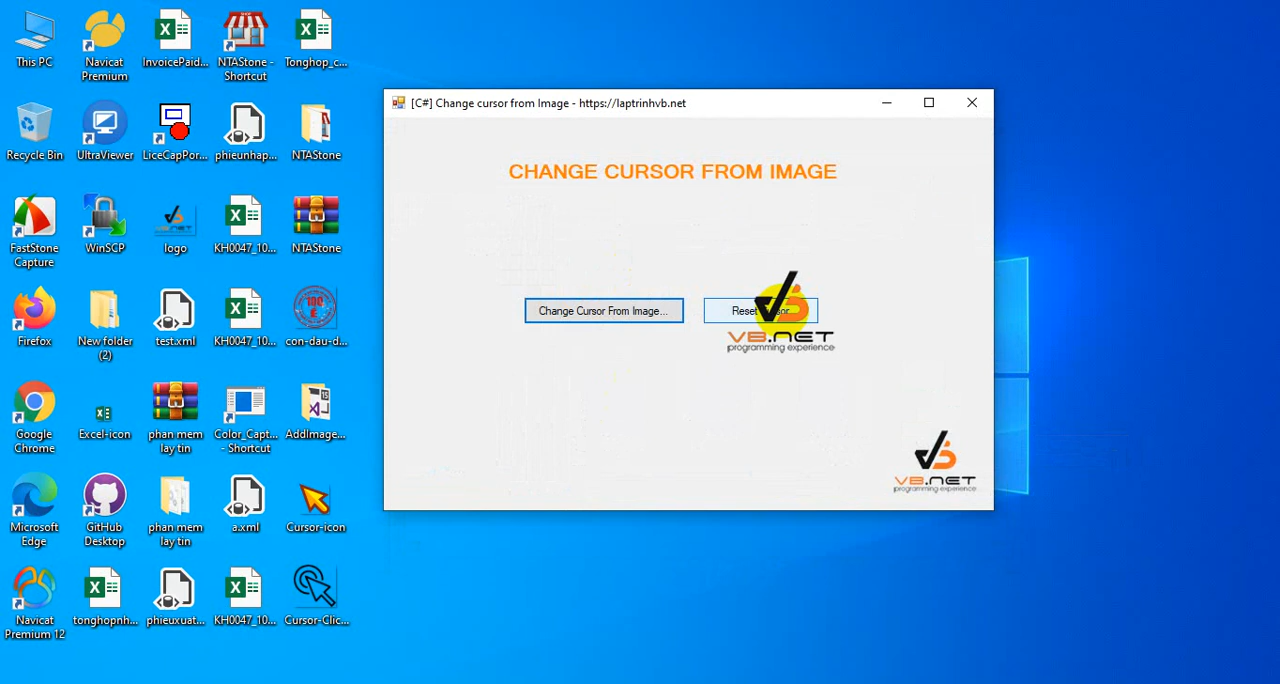 This PC
Navicat
Premium
InvoicePaid...
NTAStone -
Shortcut
Tonghop_c...
Recycle Bin
UltraViewer
LiceCapPor...
phieunhap...
NTAStone
FastStone
Capture
WinSCP
logo
KH0047_10...
NTAStone
Firefox
New folder
(2)
test.xml
KH0047_10...
con-dau-d...
Google
Chrome
Excel-icon
phan mem
lay tin
Color_Capt...
- Shortcut
AddImage...
Microsoft
Edge
GitHub
Desktop
phan mem
lay tin
a.xml
Cursor-icon
Navicat
Premium 12
tonghopnh...
phieuxuat...
KH0047_10...
Cursor-Clic...
[C#] Change cursor from Image - https://laptrinhvb.net
CHANGE CURSOR FROM IMAGE
Change Cursor From Image...
Reset
VB.NET
programming experience
VB.NET
programming experience